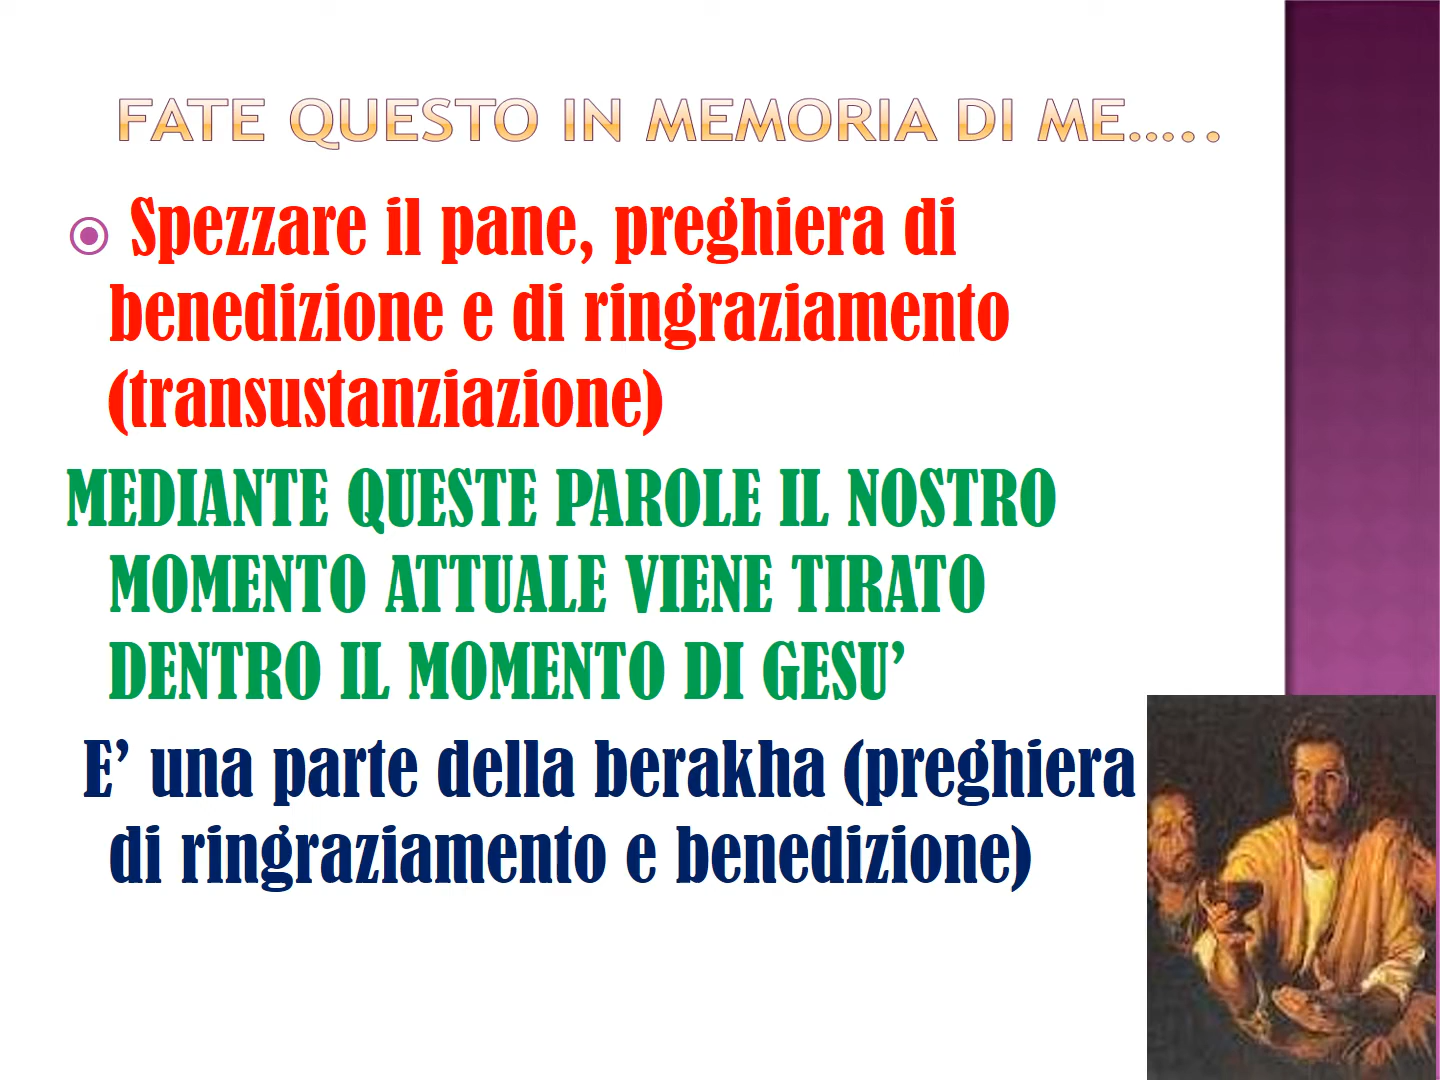 FATE QUESTO IN MEMORIA DI ME…..
Spezzare il pane, preghiera di
benedizione e di ringraziamento
(transustanziazione)
MEDIANTE QUESTE PAROLE IL NOSTRO
MOMENTO ATTUALE VIENE TIRATO
DENTRO IL MOMENTO DI GESU’
E’ una parte della berakha (preghiera
di ringraziamento e benedizione)